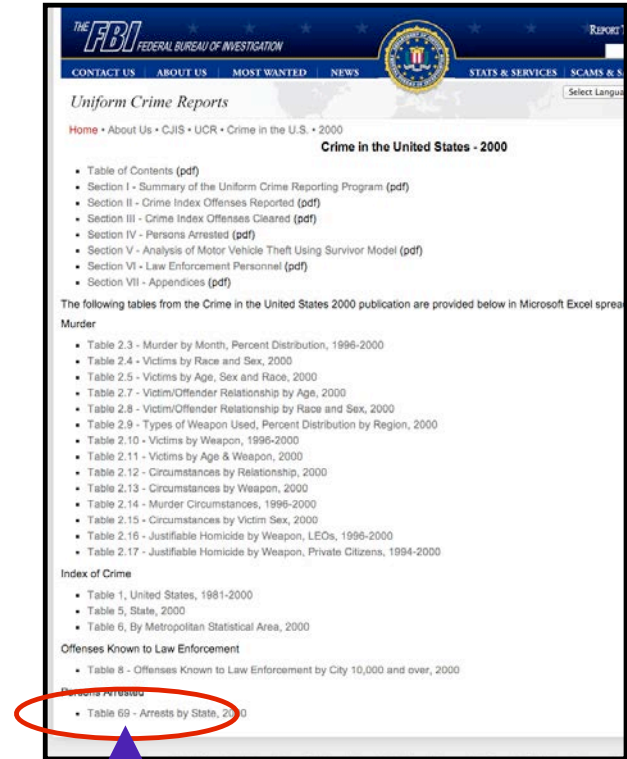 THE FBI FEDERAL BUREAU OF INVESTIGATION
REPORT
CONTACT US ABOUT US MOST WANTED NEWS STATS & SERVICES SCAMS & S
Select Langua
Uniform Crime Reports
Home • About Us • CJIS • UCR • Crime in the U.S. • 2000
Crime in the United States - 2000
• Table of Contents (pdf)
• Section I - Summary of the Uniform Crime Reporting Program (pdf)
• Section II - Crime Index Offenses Reported (pdf)
• Section III - Crime Index Offenses Cleared (pdf)
• Section IV - Persons Arrested (pdf)
• Section V - Analysis of Motor Vehicle Theft Using Survivor Model (pdf)
• Section VI - Law Enforcement Personnel (pdf)
• Section VII - Appendices (pdf)
The following tables from the Crime in the United States 2000 publication are provided below in Microsoft Excel sprea
Murder
• Table 2.3 - Murder by Month, Percent Distribution, 1996-2000
• Table 2.4 - Victims by Race and Sex, 2000
• Table 2.5 - Victims by Age, Sex and Race, 2000
• Table 2.7 - Victim/Offender Relationship by Age, 2000
• Table 2.8 - Victim/Offender Relationship by Race and Sex, 2000
• Table 2.9 - Types of Weapon Used, Percent Distribution by Region, 2000
• Table 2.10 - Victims by Weapon, 1996-2000
• Table 2.11 - Victims by Age & Weapon, 2000
• Table 2.12 - Circumstances by Relationship, 2000
• Table 2.13 - Circumstances by Weapon, 2000
• Table 2.14 - Murder Circumstances, 1996-2000
• Table 2.15 - Circumstances by Victim Sex, 2000
• Table 2.16 - Justifiable Homicide by Weapon, LEOs, 1996-2000
• Table 2.17 - Justifiable Homicide by Weapon, Private Citizens, 1994-2000
Index of Crime
• Table 1, United States, 1981-2000
• Table 5, State, 2000
• Table 6, By Metropolitan Statistical Area, 2000
Offenses Known to Law Enforcement
• Table 8 - Offenses Known to Law Enforcement by City 10,000 and over, 2000
Persons Arrested
• Table 69 - Arrests by State, 2000